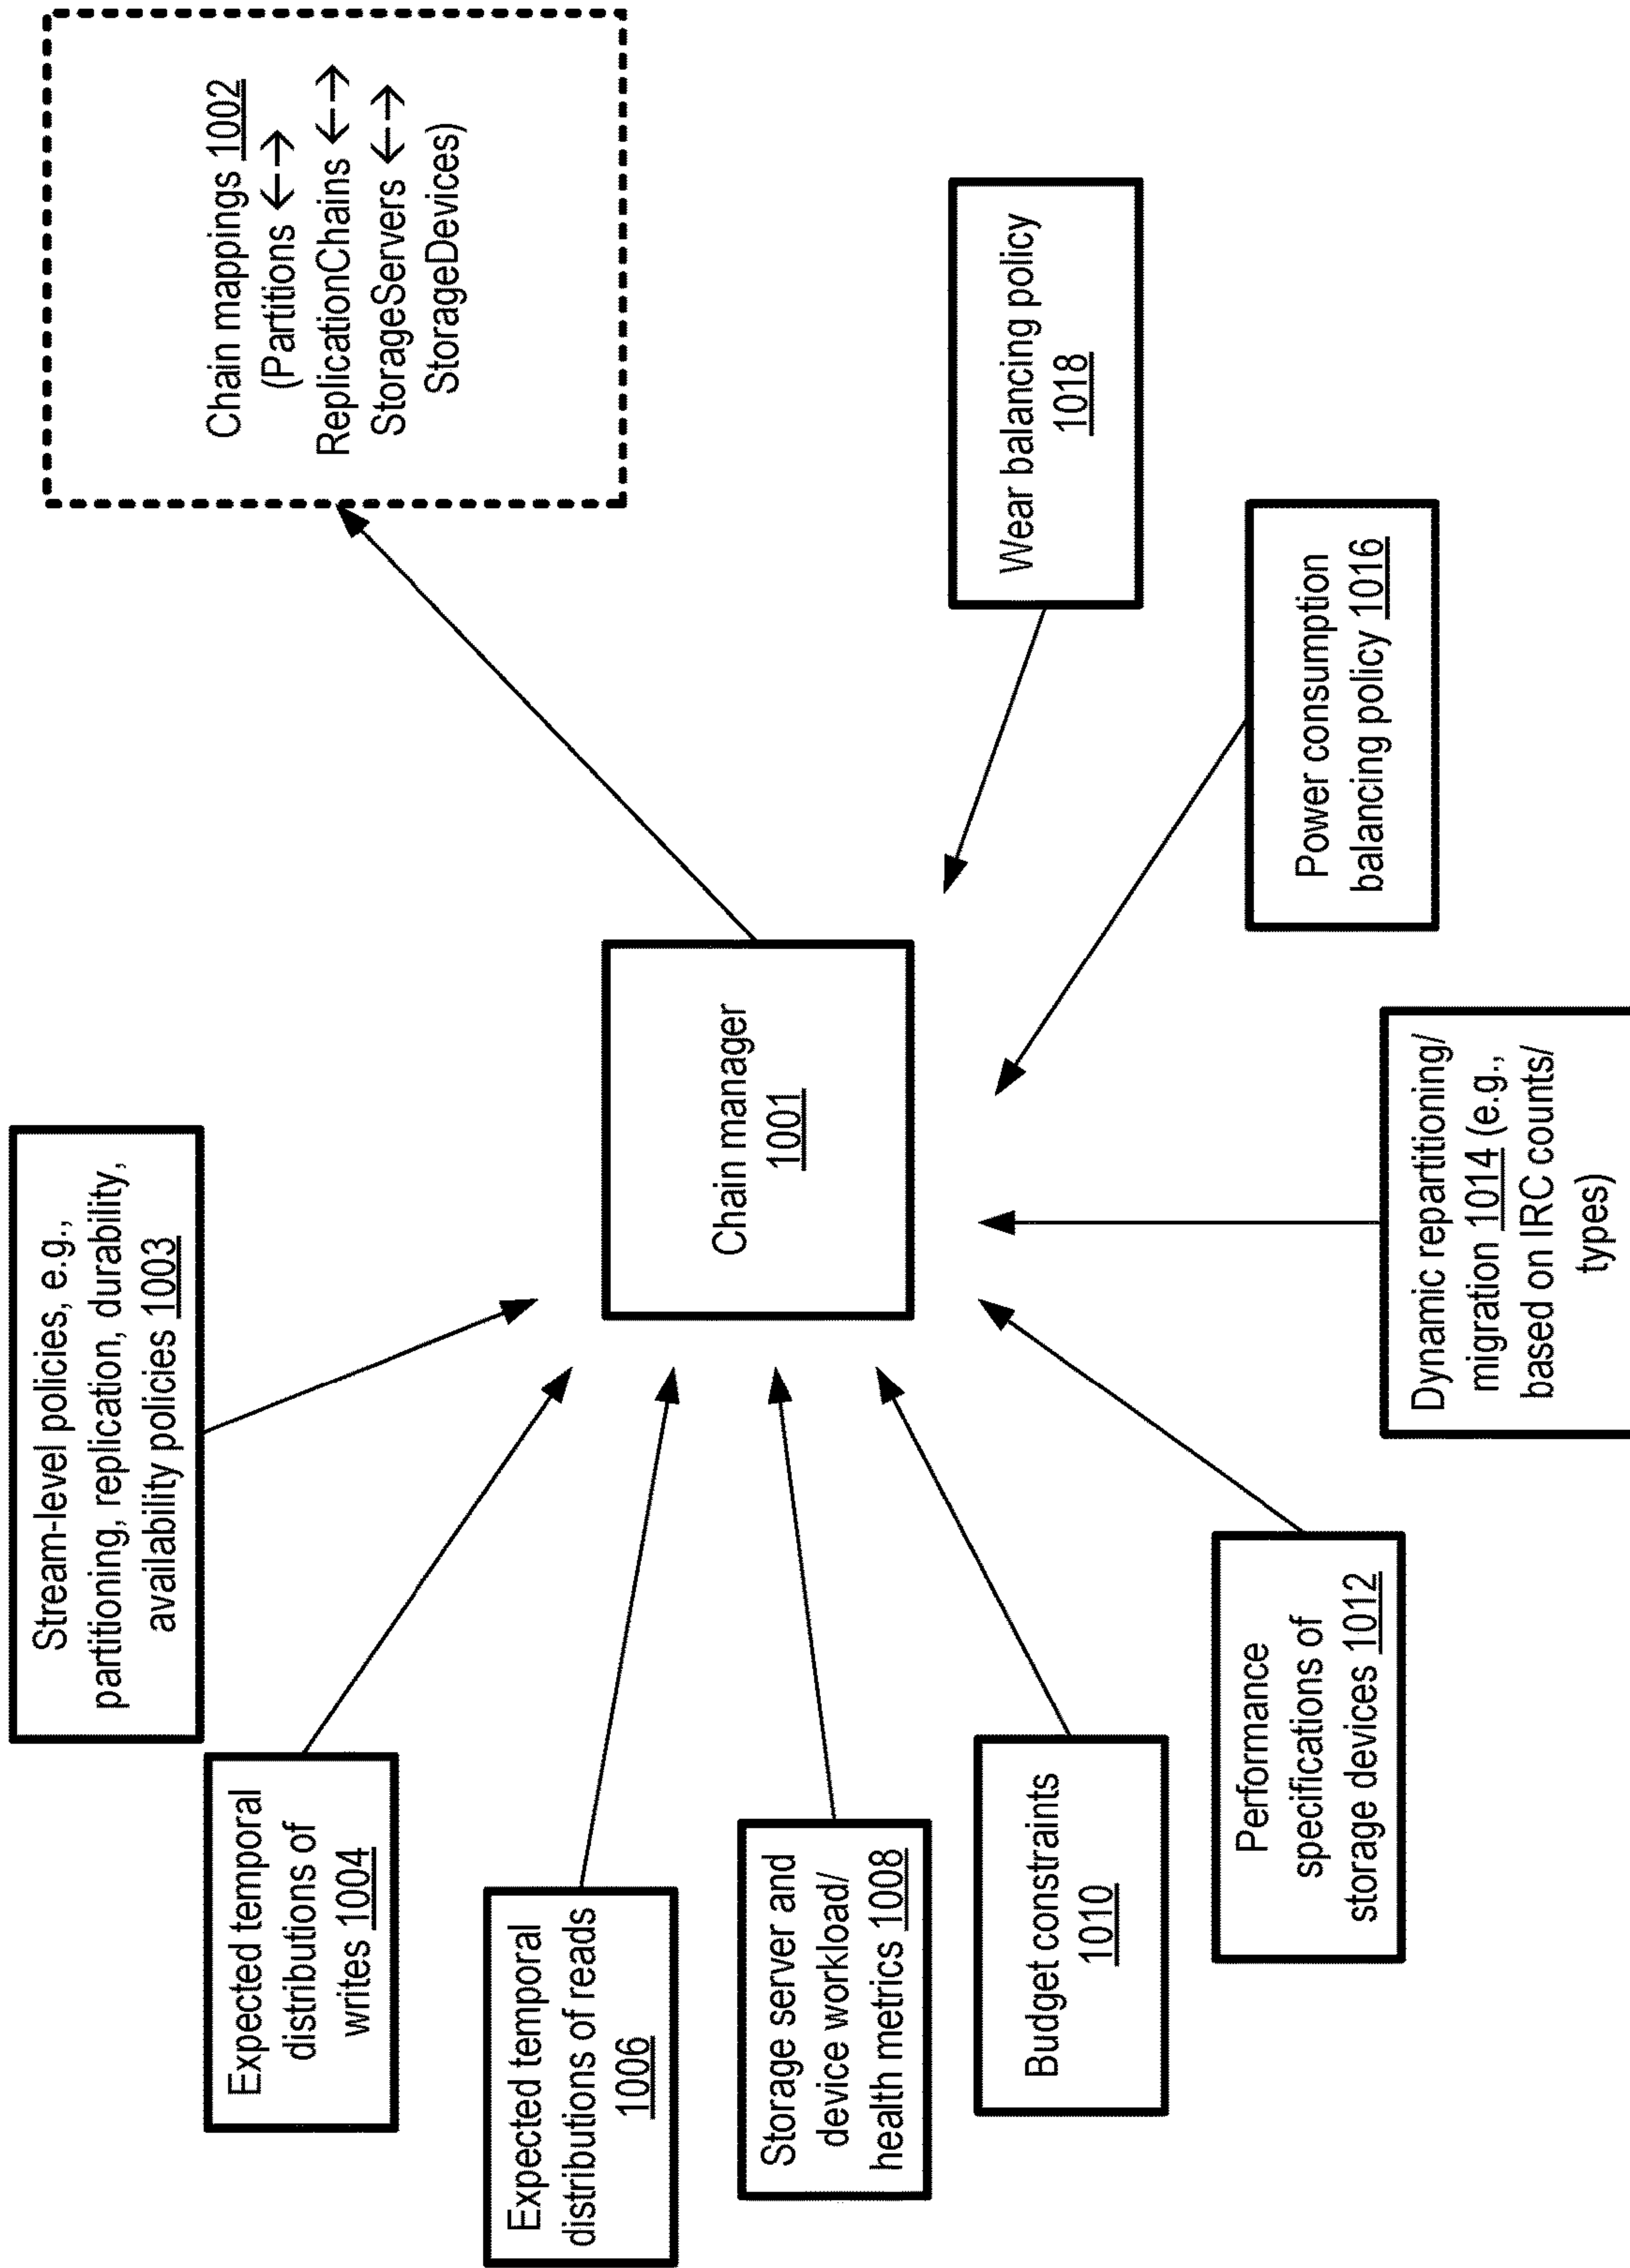 Stream-level policies, e.g.,
partitioning, replication, durability,
availability policies 1003
Expected temporal
distributions of
writes 1004
Expected temporal
distributions of reads
1006
Storage server and
device workload/
health metrics 1008
Budget constraints
1010
Performance
specifications of
storage devices 1012
Dynamic repartitioning/
migration 1014 (e.g.,
based on IRC counts/
types)
Power consumption
balancing policy 1016
Wear balancing policy
1018
Chain manager
1001
Chain mappings 1002
(Partitions ←→
ReplicationChains ←→
StorageServers ←→
StorageDevices)